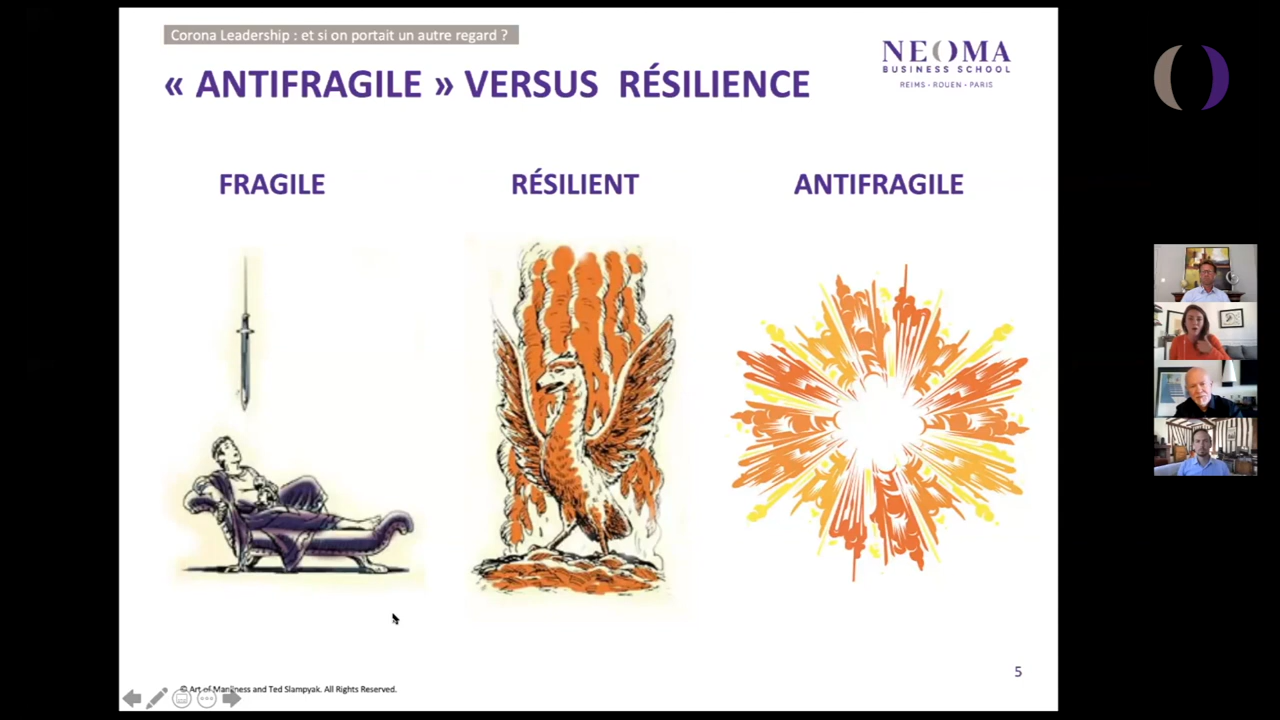 Corona Leadership : et si on portait un autre regard ?
NEOMA
BUSINESS SCHOOL
REIMS - ROUEN - PARIS
« ANTIFRAGILE » VERSUS RÉSILIENCE
FRAGILE
RÉSILIENT
ANTIFRAGILE
5
© Art of Manliness and Ted Slampyak. All Rights Reserved.